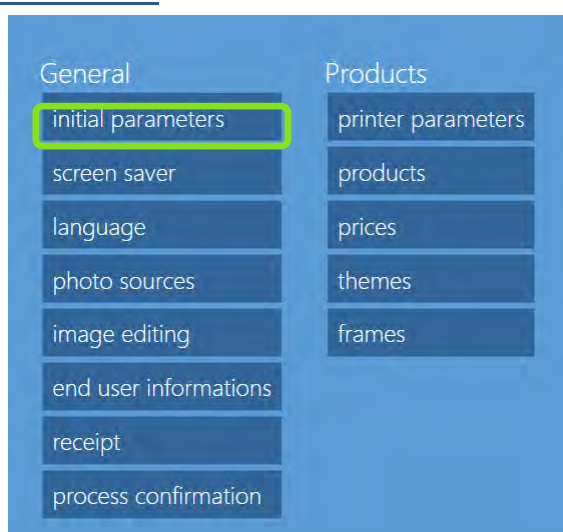 General
initial parameters
screen saver
language
photo sources
image editing
end user informations
receipt
process confirmation
Products
printer parameters
products
prices
themes
frames